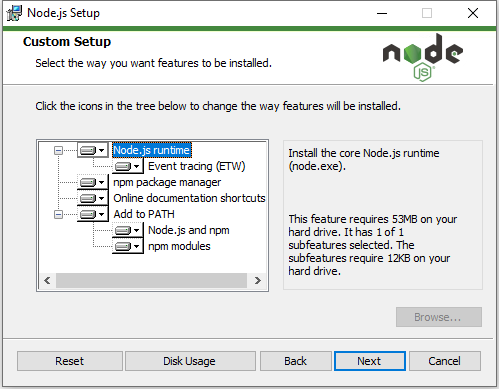 Node.js Setup
Custom Setup
Select the way you want features to be installed.
node
JS
Click the icons in the tree below to change the way features will be installed.
Node.js runtime
Event tracing (ETW)
npm package manager
Online documentation shortcuts
Add to PATH
Node.js and npm
npm modules
Install the core Node.js runtime
(node.exe).
This feature requires 53MB on your
hard drive. It has 1 of 1
subfeatures selected. The
subfeatures require 12KB on your
hard drive.
Browse...
Reset
Disk Usage
Back
Next
Cancel